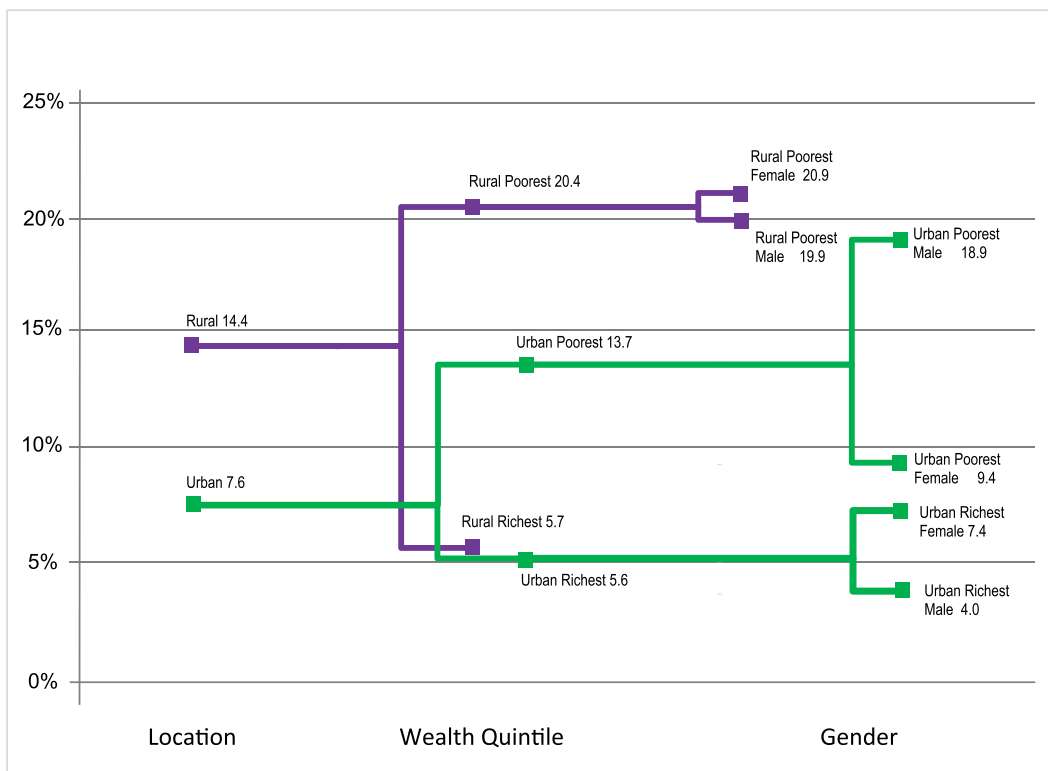 25%
Rural Poorest
Female 20.9
Rural Poorest 20.4
20%
Rural Poorest
Male 19.9
Urban Poorest
Male 18.9
Rural 14.4
15%
Urban Poorest 13.7
10%
Urban Poorest
Female 9.4
Urban 7.6
Urban Richest
Female 7.4
Rural Richest 5.7
5%
Urban Richest 5.6
Urban Richest
Male 4.0
0%
Location
Wealth Quintile
Gender